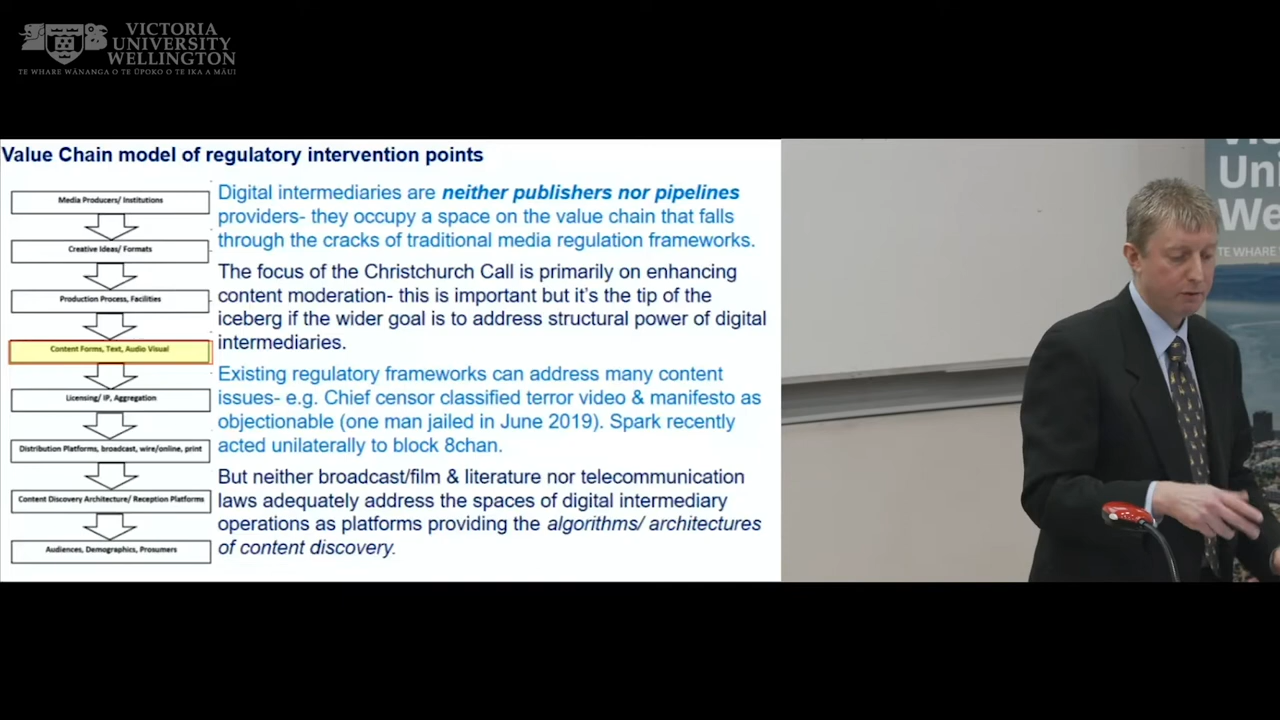 VICTORIA
UNIVERSITY
WELLINGTON
TE WHARE WĀNANGA O TE ŪPOKO O TE IKA A MĀUI
Value Chain model of regulatory intervention points
Media Producers/ Institutions
Creative Ideas/ Formats
Production Process, Facilities
Content Forms, Text, Audio Visual
Licensing/ IP, Aggregation
Distribution Platforms, broadcast, wire/online, print
Content Discovery Architecture/ Reception Platforms
Audiences, Demographics, Prosumers
Digital intermediaries are neither publishers nor pipelines
providers- they occupy a space on the value chain that falls
through the cracks of traditional media regulation frameworks.
The focus of the Christchurch Call is primarily on enhancing
content moderation- this is important but it's the tip of the
iceberg if the wider goal is to address structural power of digital
intermediaries.
Existing regulatory frameworks can address many content
issues- e.g. Chief censor classified terror video & manifesto as
objectionable (one man jailed in June 2019). Spark recently
acted unilaterally to block 8chan.
But neither broadcast/film & literature nor telecommunication
laws adequately address the spaces of digital intermediary
operations as platforms providing the algorithms/ architectures
of content discovery.
Uni
We
TE WHARE